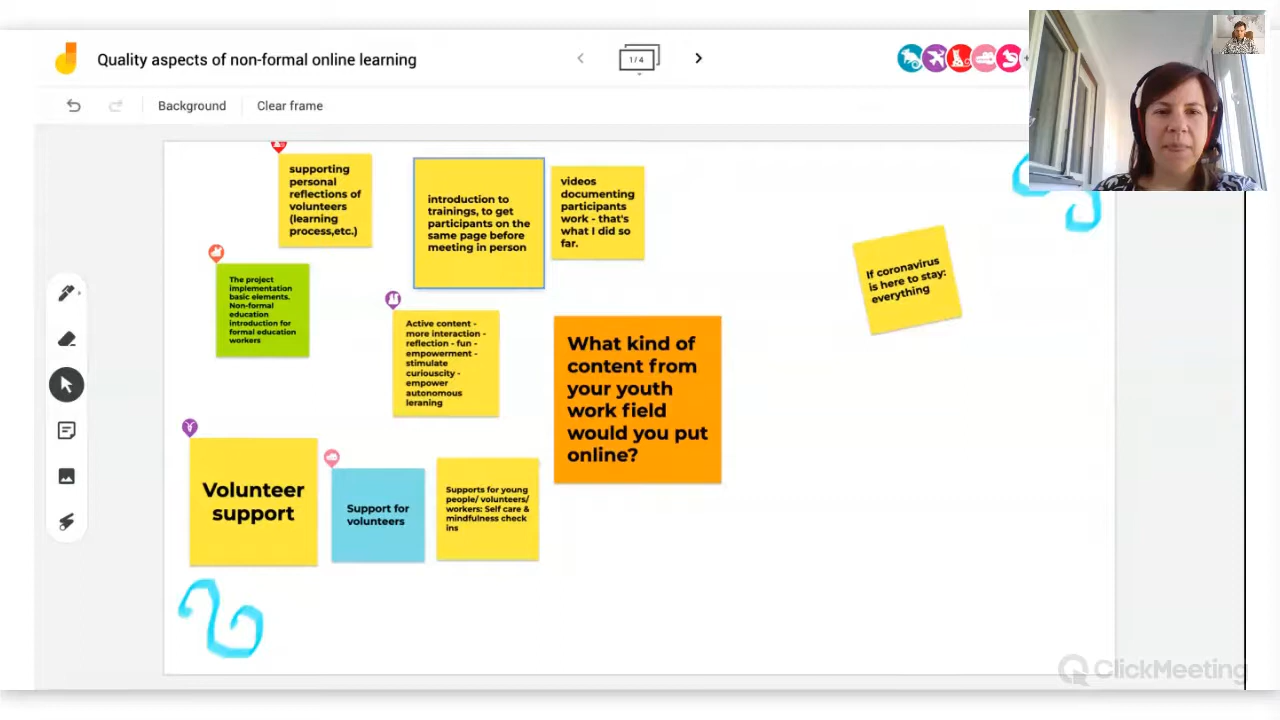 Quality aspects of non-formal online learning
1/4
Background
Clear frame
supporting
personal
reflections of
volunteers
(learning
process,etc.)
introduction to
trainings, to get
participants on the
same page before
meeting in person
videos
documenting
participants
work - that's
what I did so
far.
If coronavirus
is here to stay:
everything
The project
implementation
basic elements.
Non-formal
education
introduction for
formal education
workers
Active content -
more interaction -
reflection - fun -
empowerment -
stimulate
curiouscity -
empower
autonomous
leraning
What kind of
content from
your youth
work field
would you put
online?
Volunteer
support
Support for
volunteers
Supports for young
people/ volunteers/
workers: Self care &
mindfulness check
ins
ClickMeeting